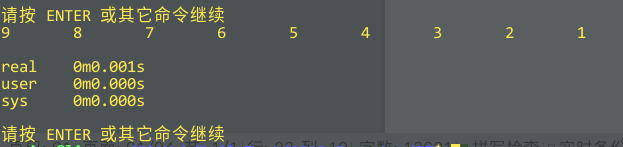 请按 ENTER 或其它命令继续
9 8 7 6 5 4 3 2 1
real 0m0.001s
user 0m0.000s
sys 0m0.000s
请按 ENTER 或其它命令继续